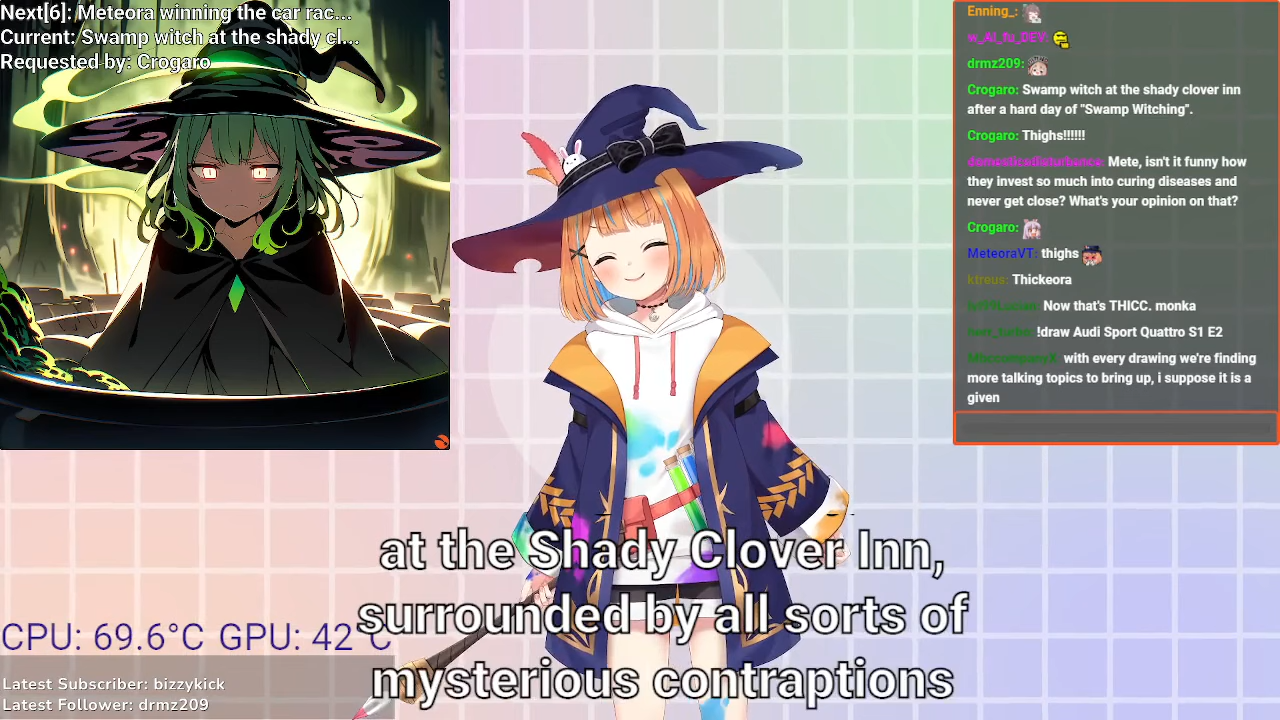 Next[6]: Meteora winning the car rac...
Current: Swamp witch at the shady cl...
Requested by: Crogaro
Enning_:
w_AI_fu_DEV:
drmz209:
Crogaro: Swamp witch at the shady clover inn
after a hard day of "Swamp Witching".
Crogaro: Thighs!!!!!!
Mete, isn't it funny how
they invest so much into curing diseases and
never get close? What's your opinion on that?
Crogaro:
MeteoraVT: thighs
ktreus: Thickeora
Now that's THICC. monka
!draw Audi Sport Quattro S1 E2
with every drawing we're finding
more talking topics to bring up, i suppose it is a
given
at the Shady Clover Inn,
surrounded by all sorts of
mysterious contraptions
CPU: 69.6°C GPU: 42°C
Latest Subscriber: bizzykick
Latest Follower: drmz209